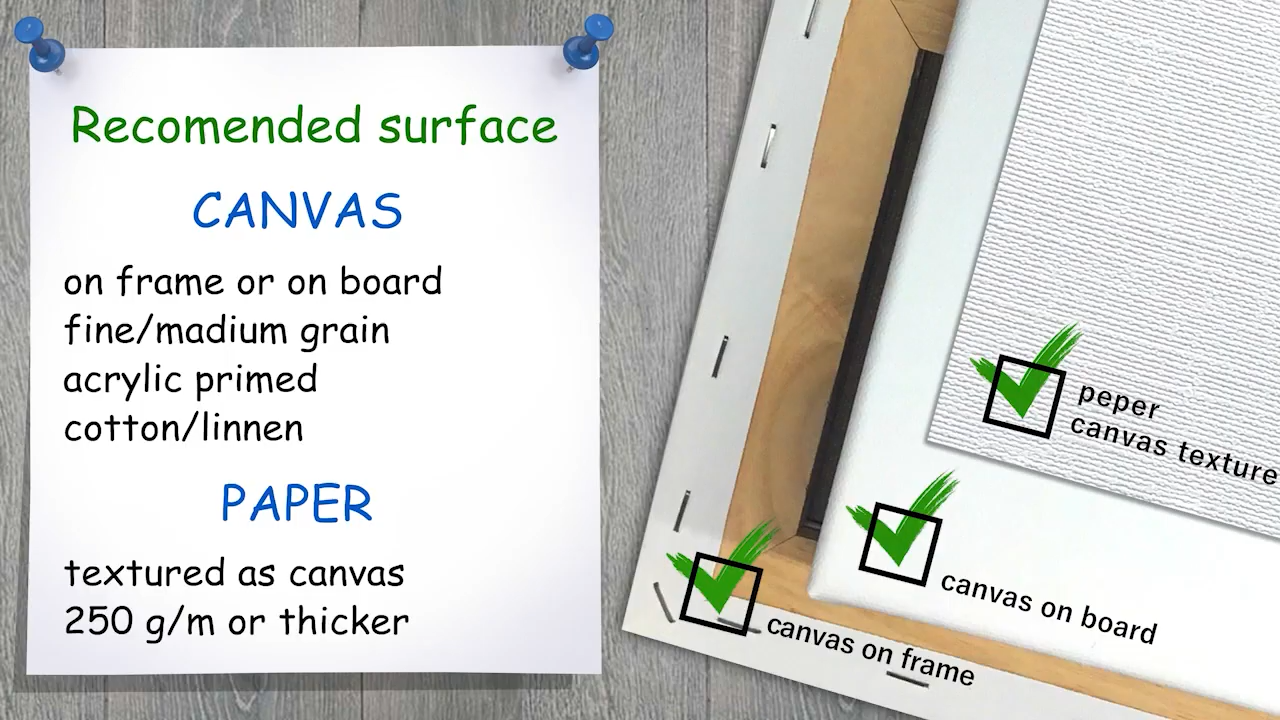 Recomended surface
CANVAS
on frame or on board
fine/madium grain
acrylic primed
cotton/linnen
PAPER
textured as canvas
250 g/m or thicker
peper
canvas texture
canvas on board
canvas on frame